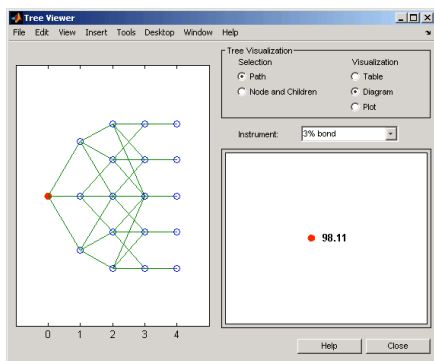 Tree Viewer
File Edit View Insert Tools Desktop Window Help
Tree Visualization
Selection Visualization
Path Table
Node and Children Diagram
Plot
Instrument: 3% bond
98.11
0 1 2 3 4
Help Close